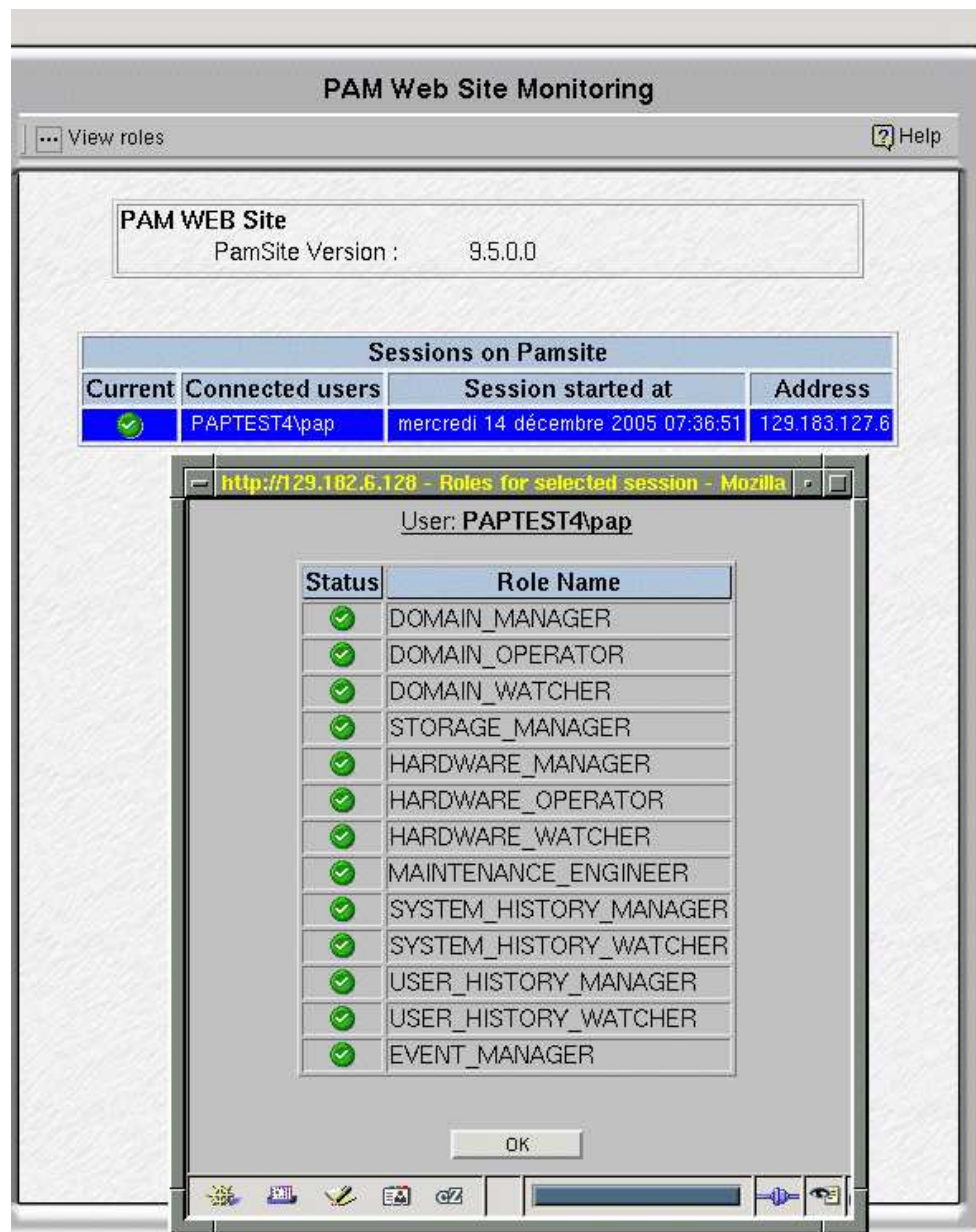 PAM Web Site Monitoring
View roles
Help
PAM WEB Site
PamSite Version : 9.5.0.0
Sessions on Pamsite
Current Connected users Session started at Address
PAPTEST4\pap mercredi 14 décembre 2005 07:36:51 129.183.127.6
http://129.182.6.128 - Roles for selected session - Mozilla
User: PAPTEST4\pap
Status Role Name
DOMAIN_MANAGER
DOMAIN_OPERATOR
DOMAIN_WATCHER
STORAGE_MANAGER
HARDWARE_MANAGER
HARDWARE_OPERATOR
HARDWARE_WATCHER
MAINTENANCE_ENGINEER
SYSTEM_HISTORY_MANAGER
SYSTEM_HISTORY_WATCHER
USER_HISTORY_MANAGER
USER_HISTORY_WATCHER
EVENT_MANAGER
OK